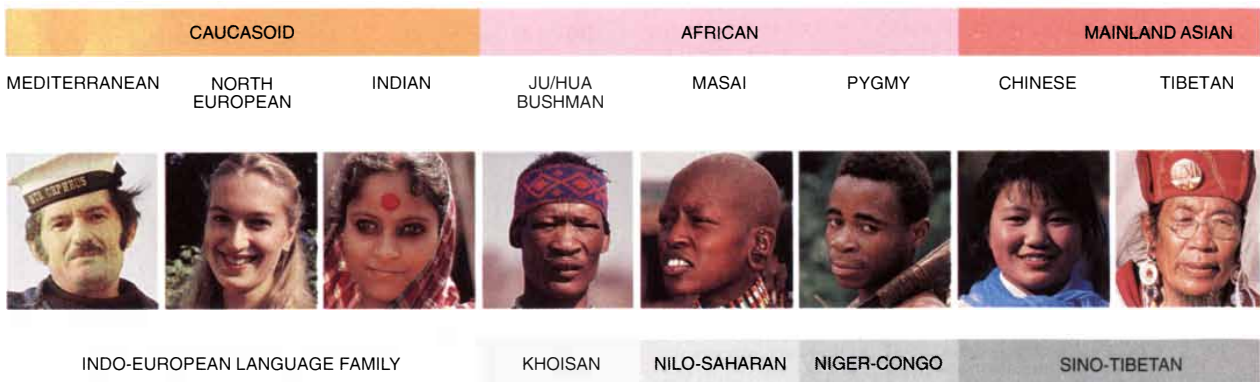 CAUCASOID AFRICAN MAINLAND ASIAN
MEDITERRANEAN NORTH EUROPEAN INDIAN JU/HUA BUSHMAN MASAI PYGMY CHINESE TIBETAN
INDO-EUROPEAN LANGUAGE FAMILY KHOISAN NILO-SAHARAN NIGER-CONGO SINO-TIBETAN